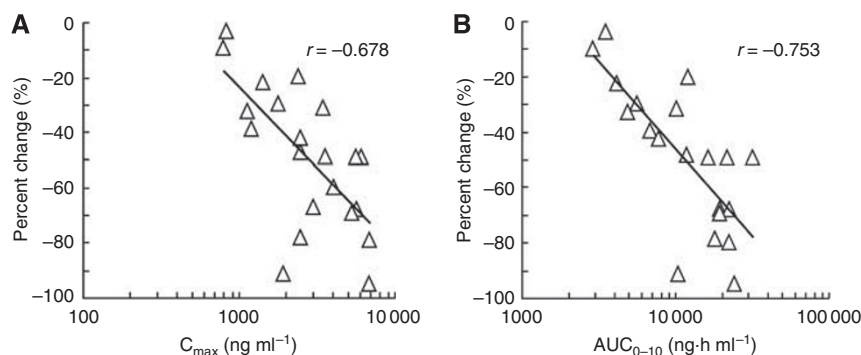 A
B
r = –0.678
r = –0.753
Percent change (%)
0
–20
–40
–60
–80
–100
100
1000
10 000
C_max (ng ml⁻¹)
Percent change (%)
0
–20
–40
–60
–80
–100
1000
10 000
100 000
AUC₀₋₁₀ (ng·h ml⁻¹)